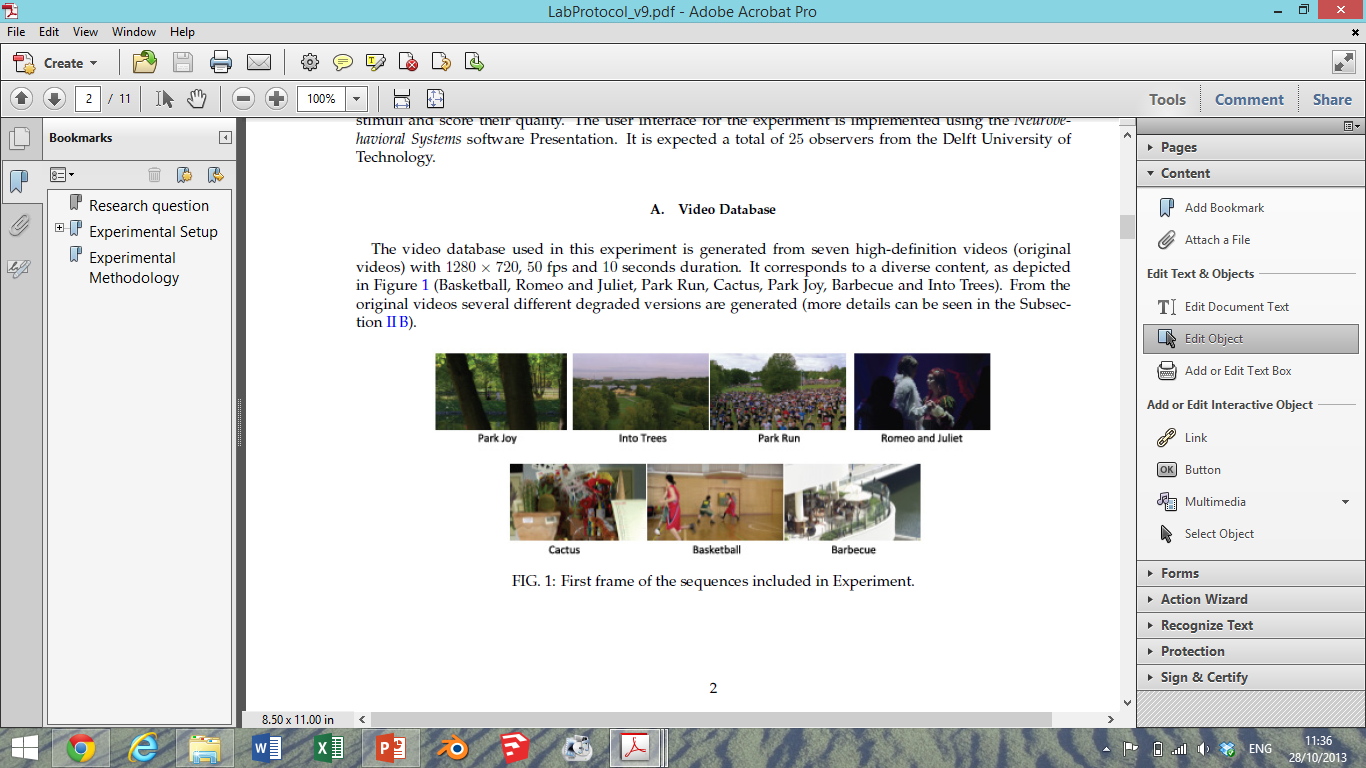 LabProtocol_v9.pdf - Adobe Acrobat Pro
File Edit View Window Help
Create
2 / 11
100%
Tools Comment Share
Bookmarks
Research question
Experimental Setup
Experimental
Methodology
stimuli and score their quality. The user interface for the experiment is implemented using the Neurobe-
havioral Systems software Presentation. It is expected a total of 25 observers from the Delft University of
Technology.
A. Video Database
The video database used in this experiment is generated from seven high-definition videos (original
videos) with 1280 × 720, 50 fps and 10 seconds duration. It corresponds to a diverse content, as depicted
in Figure 1 (Basketball, Romeo and Juliet, Park Run, Cactus, Park Joy, Barbecue and Into Trees). From the
original videos several different degraded versions are generated (more details can be seen in the Subsec-
tion II B).
Park Joy Into Trees Park Run Romeo and Juliet
Cactus Basketball Barbecue
FIG. 1: First frame of the sequences included in Experiment.
2
8.50 x 11.00 in
Pages
Content
Add Bookmark
Attach a File
Edit Text & Objects
Edit Document Text
Edit Object
Add or Edit Text Box
Add or Edit Interactive Object
Link
OK Button
Multimedia
Select Object
Forms
Action Wizard
Recognize Text
Protection
Sign & Certify
ENG
11:36
28/10/2013